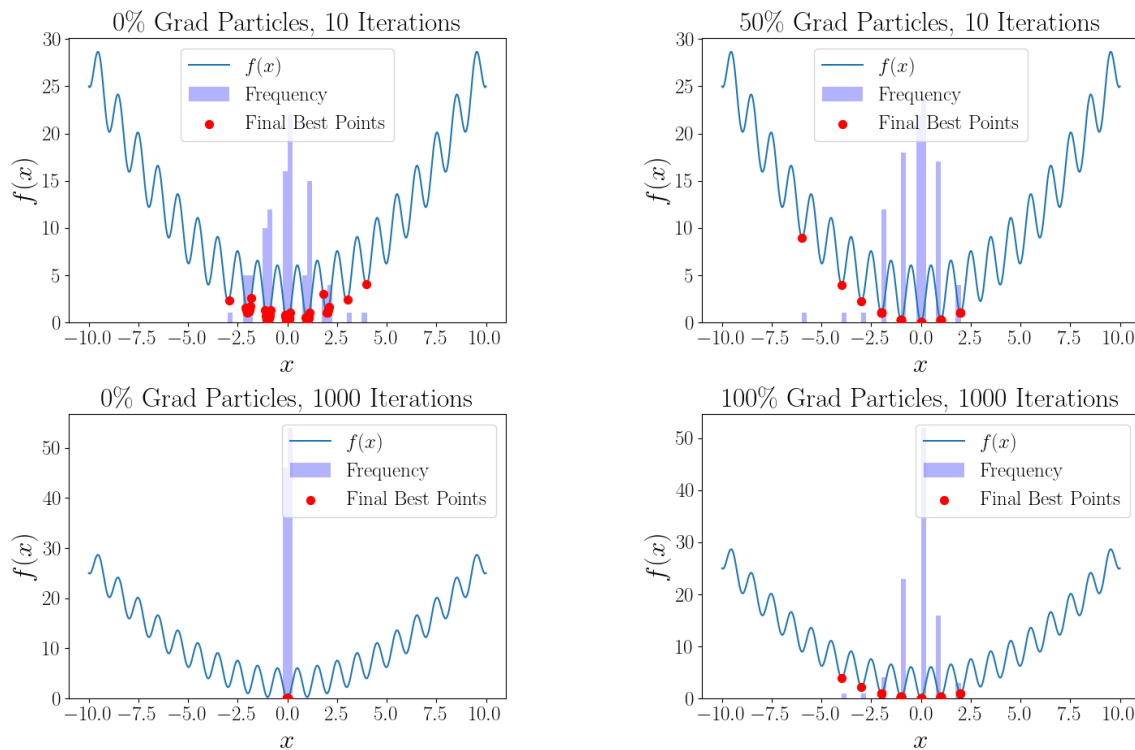 0% Grad Particles, 10 Iterations
f(x)
Frequency
Final Best Points
30
25
20
15
10
5
0
f(x)
−10.0 −7.5 −5.0 −2.5 0.0 2.5 5.0 7.5 10.0
x
50% Grad Particles, 10 Iterations
f(x)
Frequency
Final Best Points
30
25
20
15
10
5
0
f(x)
−10.0 −7.5 −5.0 −2.5 0.0 2.5 5.0 7.5 10.0
x
0% Grad Particles, 1000 Iterations
f(x)
Frequency
Final Best Points
50
40
30
20
10
0
f(x)
−10.0 −7.5 −5.0 −2.5 0.0 2.5 5.0 7.5 10.0
x
100% Grad Particles, 1000 Iterations
f(x)
Frequency
Final Best Points
50
40
30
20
10
0
f(x)
−10.0 −7.5 −5.0 −2.5 0.0 2.5 5.0 7.5 10.0
x